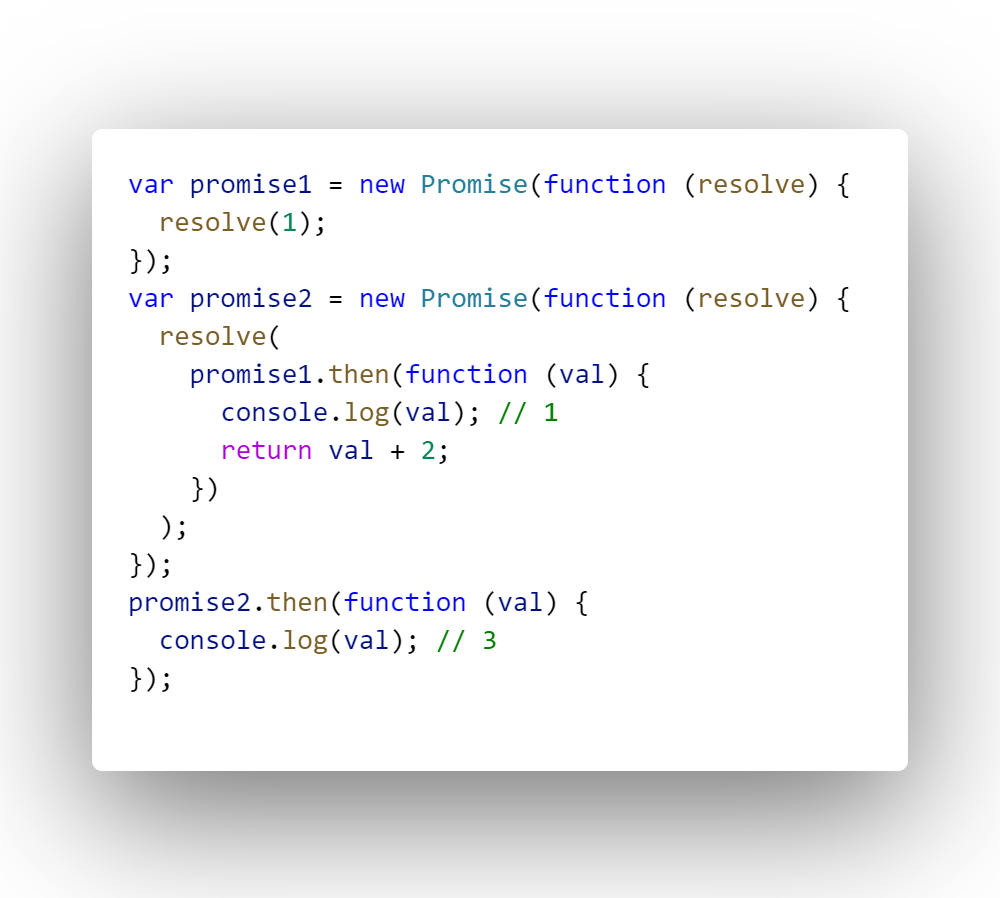 var promise1 = new Promise(function (resolve) {
  resolve(1);
});
var promise2 = new Promise(function (resolve) {
  resolve(
    promise1.then(function (val) {
      console.log(val); // 1
      return val + 2;
    })
  );
});
promise2.then(function (val) {
  console.log(val); // 3
});